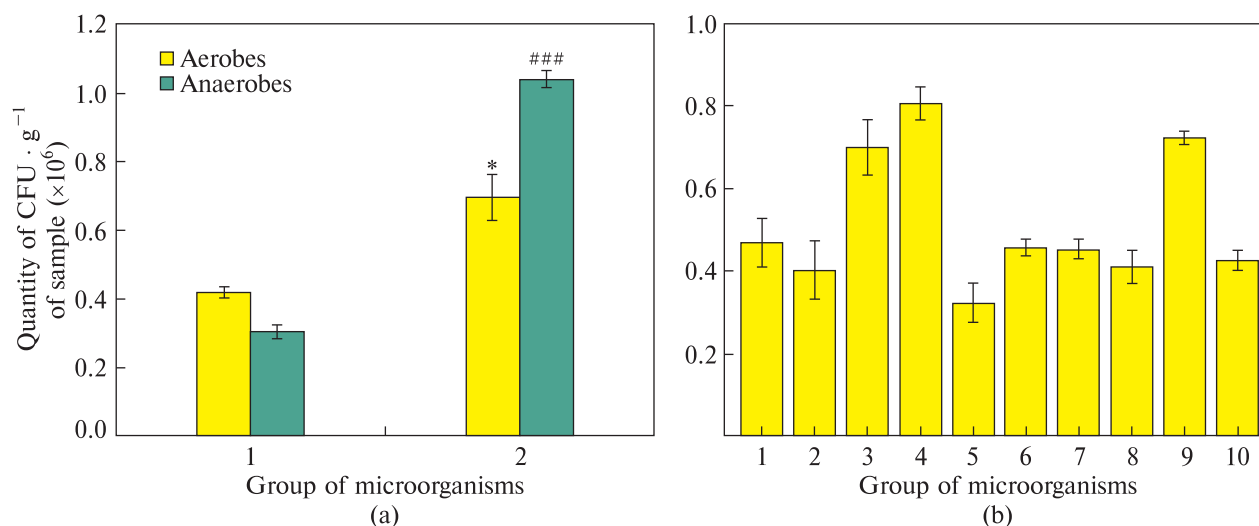 1.2
1.0
0.8
0.6
0.4
0.2
0.0
Quantity of CFU · g⁻¹
of sample (×10⁶)
Aerobes
Anaerobes
*
###
1 2
Group of microorganisms
(a)
1.0
0.8
0.6
0.4
0.2
1 2 3 4 5 6 7 8 9 10
Group of microorganisms
(b)